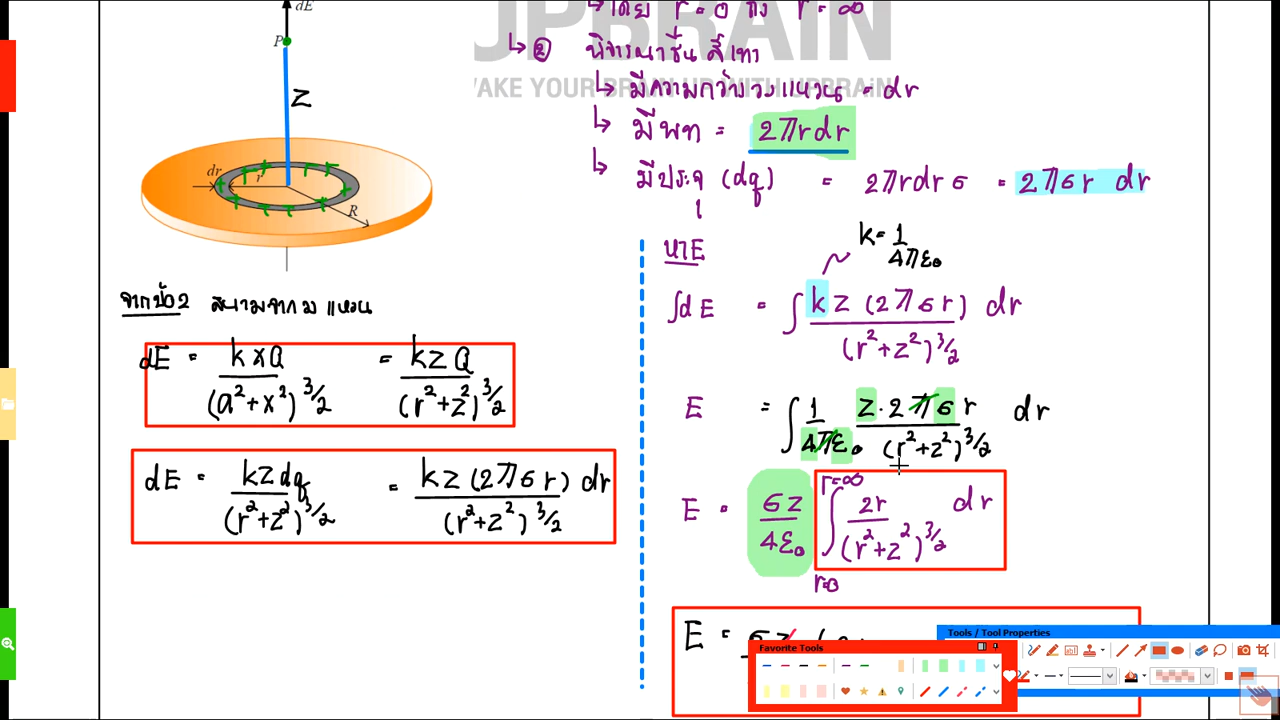 dE
P
Z
dr
r
R
จากข้อ 2 สนามจากวงแหวน
dE = kxQ / (a²+x²)^3/2 = kzQ / (r²+z²)^3/2
dE = kzdq / (r²+z²)^3/2 = kz(2πσr) dr / (r²+z²)^3/2
↳ โดย r=0 ถึง r=∞
UPBRAiN
↳ ② พิจารณาชิ้นสีเทา
TAKE YOUR BRAIN UP WITH UPBRAiN
↳ มีความกว้างวงแหวน = dr
↳ มีพท = 2πrdr
↳ มีประจุ (dq) = 2πrdrσ = 2πσr dr
หาE
k = 1/4πε₀
∫dE = ∫ kz(2πσr) / (r²+z²)^3/2 dr
E = ∫ 1/4πε₀ z·2πσr / (r²+z²)^3/2 dr
E = σz/4ε₀ ∫ 2r / (r²+z²)^3/2 dr
r=∞
r=0
E = σz
Tools / Tool Properties
Favorite Tools